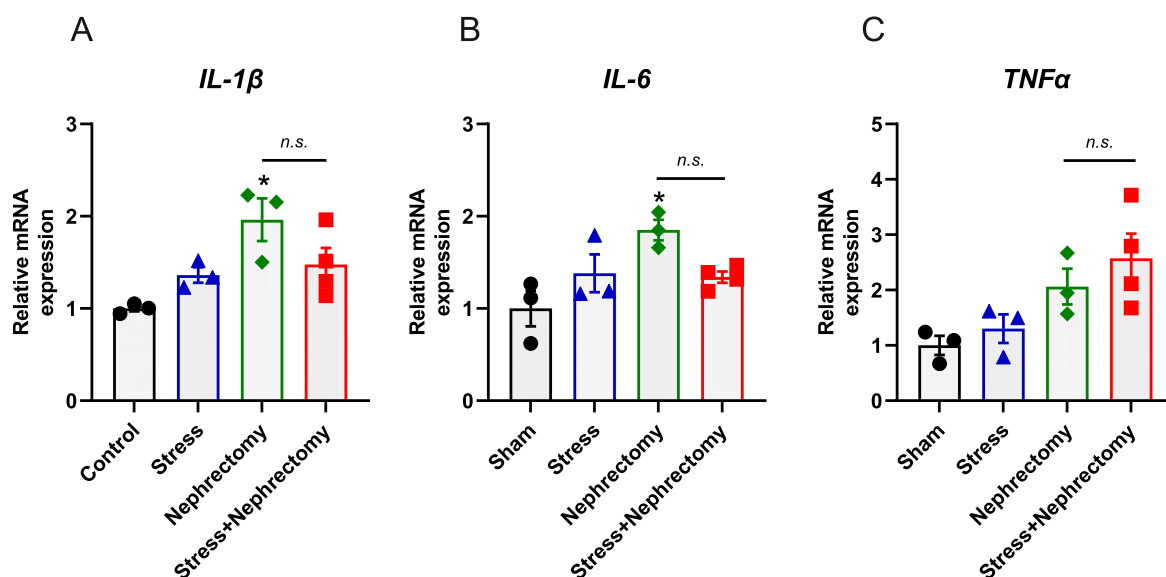 A
IL-1β
Relative mRNA
expression
3
2
1
0
n.s.
*
Control
Stress
Nephrectomy
Stress+Nephrectomy
B
IL-6
Relative mRNA
expression
3
2
1
0
n.s.
*
Sham
Stress
Nephrectomy
Stress+Nephrectomy
C
TNFα
Relative mRNA
expression
5
4
3
2
1
0
n.s.
Sham
Stress
Nephrectomy
Stress+Nephrectomy